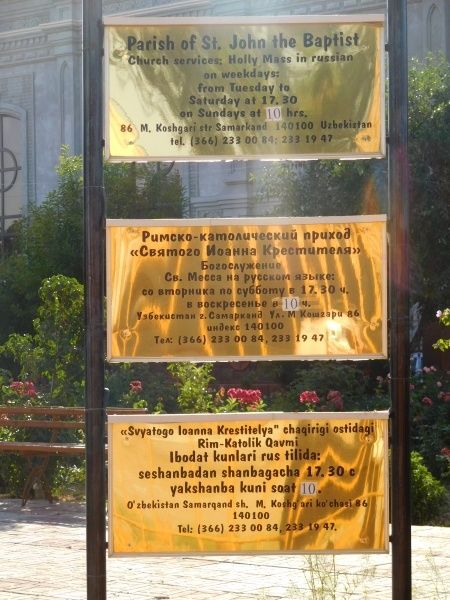 Parish of St. John the Baptist
Church services; Holly Mass in russian
on weekdays:
from Tuesday to
Saturday at 17.30
on Sundays at 10 hrs.
86 M. Koshgari str Samarkand 140100 Uzbekistan
tel. (366) 233 00 84; 233 19 47
Римско-католический приход
«Святого Иоанна Крестителя»
Богослужение
Св. Месса на русском языке:
со вторника по субботу в 17.30 ч.
в воскресенье в 10 ч.
Узбекистан г.Самарканд Ул. М Кошгари 86
индекс 140100
Тел: (366) 233 00 84, 233 19 47
«Svyatogo Ioanna Krestitelya" chaqirigi ostidagi
Rim-Katolik Qavmi
Ibodat kunlari rus tilida:
seshanbadan shanbagacha 17.30 c
yakshanba kuni soat 10.
O'zbekiston Samarqand sh. M. Koshg'ari ko'chasi 86
140100
Tel: (366) 233 00 84, 233 19 47.